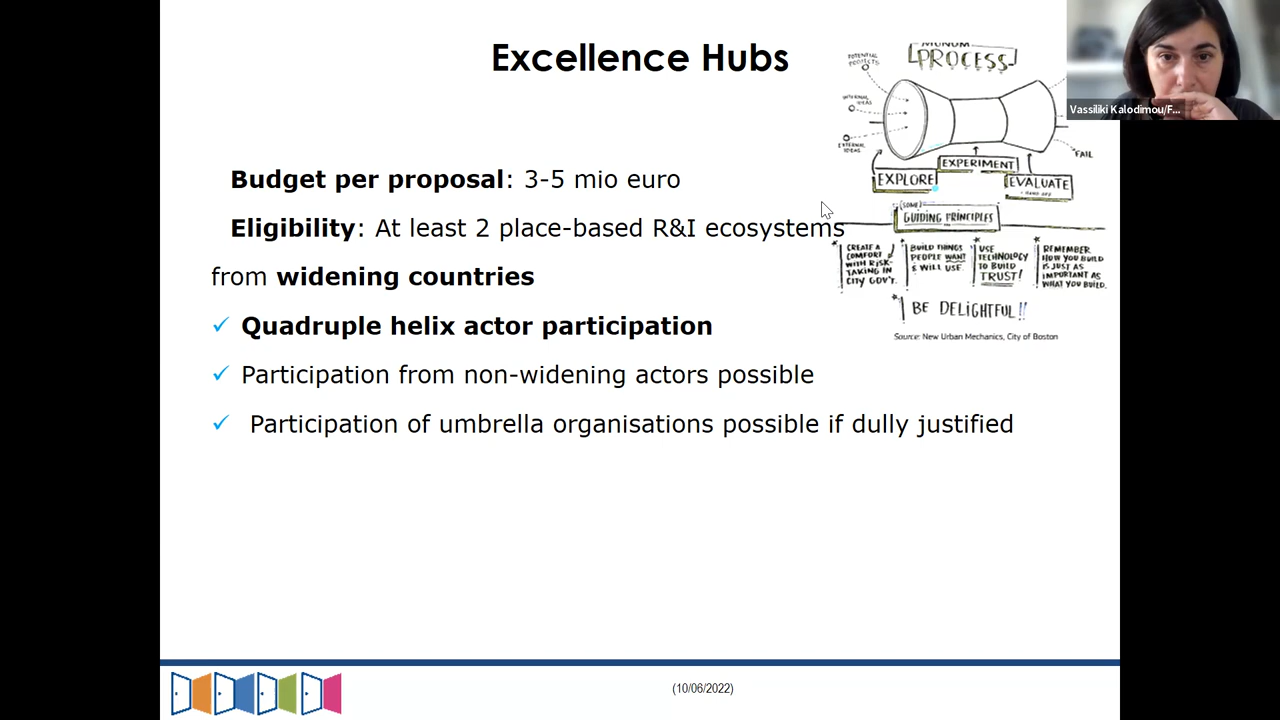 Excellence Hubs
Budget per proposal: 3-5 mio euro
Eligibility: At least 2 place-based R&I ecosystems
from widening countries
✓ Quadruple helix actor participation
✓ Participation from non-widening actors possible
✓ Participation of umbrella organisations possible if dully justified
PROCESS
POTENTIAL
PROJECTS
INTERNAL
IDEAS
EXTERNAL
IDEAS
FAIL
EXPERIMENT
EXPLORE
EVALUATE
(SOME)
GUIDING PRINCIPLES
CREATE A
COMFORT
WITH RISK-
TAKING IN
CITY GOV'T.
BUILD THINGS
PEOPLE WANT
& WILL USE.
USE
TECHNOLOGY
TO BUILD
TRUST!
REMEMBER
HOW YOU BUILD
IS JUST AS
IMPORTANT AS
WHAT YOU BUILD.
BE DELIGHTFUL!!
Source: New Urban Mechanics, City of Boston
Vassiliki Kalodimou/F...
(10/06/2022)